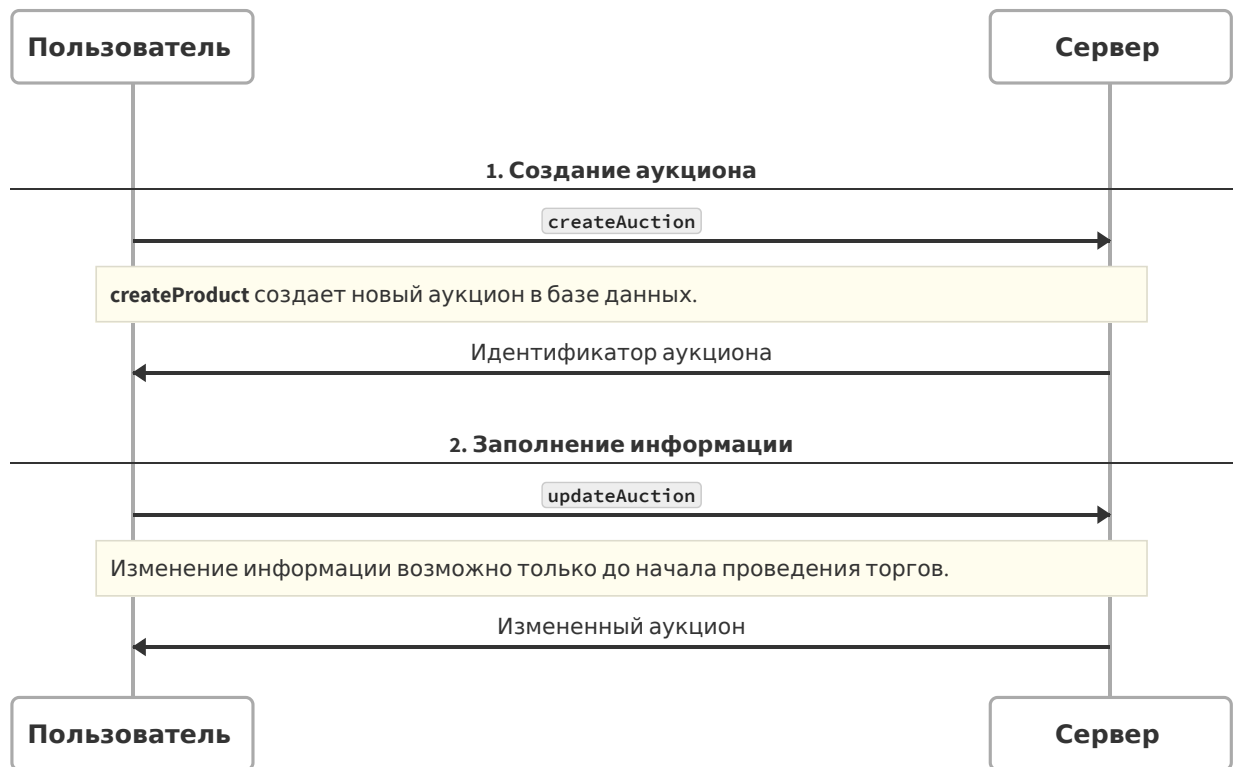 Пользователь
Сервер
1. Создание аукциона
createAuction
createProduct создает новый аукцион в базе данных.
Идентификатор аукциона
2. Заполнение информации
updateAuction
Изменение информации возможно только до начала проведения торгов.
Измененный аукцион
Пользователь
Сервер